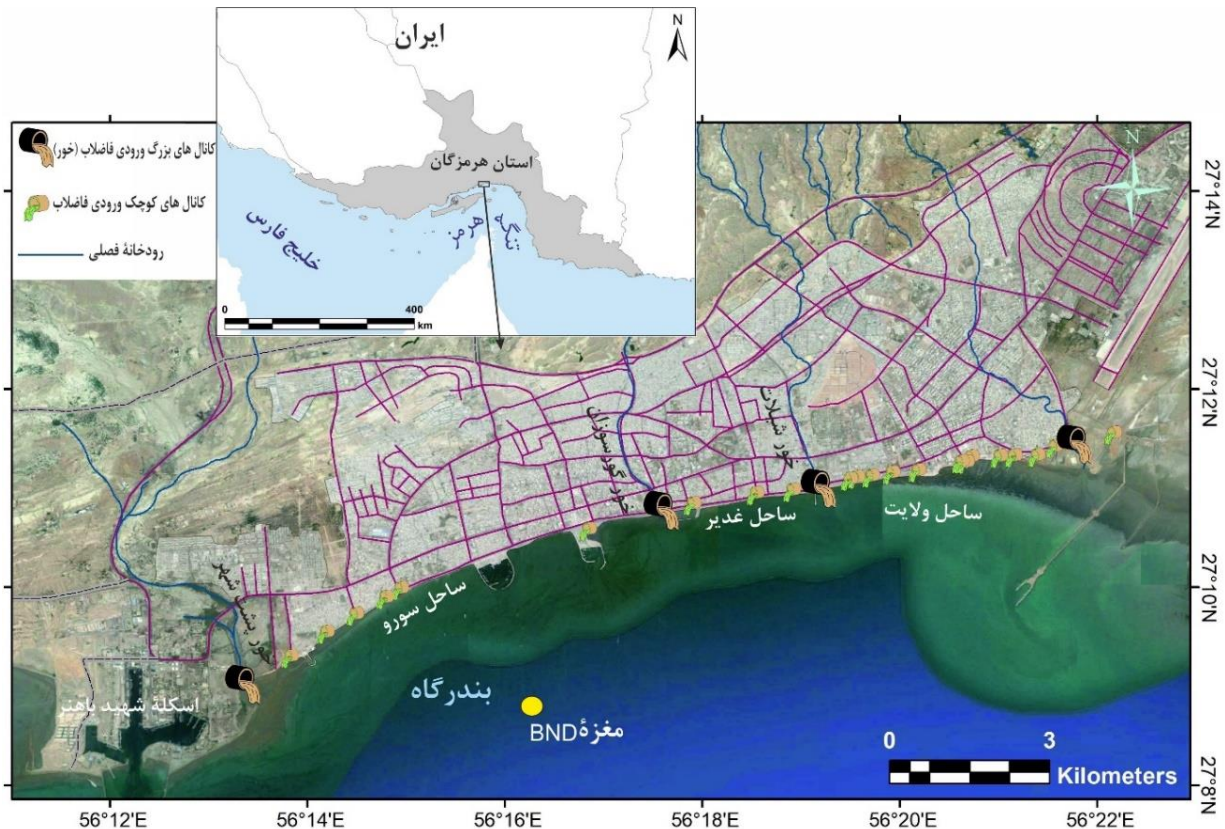 N
ایران
استان هرمزگان
خلیج فارس
تنگه
هرمز
0
400
km
کانال های بزرگ ورودی فاضلاب (خور)
کانال های کوچک ورودی فاضلاب
رودخانهٔ فصلی
N
27°14'N
27°12'N
27°10'N
27°8'N
خور گورسوزان
خور شیلات
خور پشت شهر
ساحل ولایت
ساحل غدیر
ساحل سورو
اسکلهٔ شهید باهنر
بندرگاه
مغزهٔ BND
0
3
Kilometers
56°12'E
56°14'E
56°16'E
56°18'E
56°20'E
56°22'E